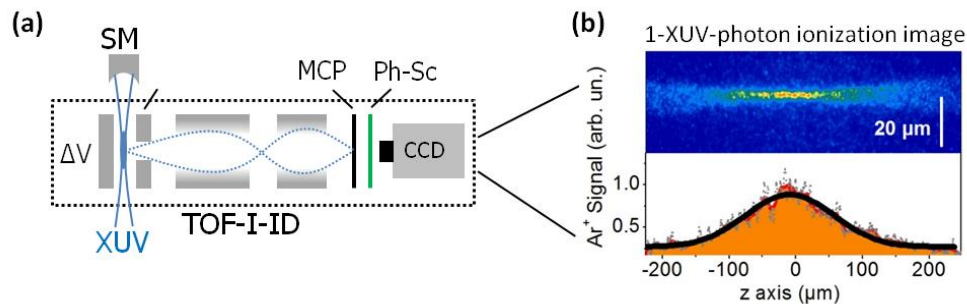 (a)
SM
MCP
Ph-Sc
ΔV
CCD
TOF-I-ID
XUV
(b)
1-XUV-photon ionization image
20 µm
Ar⁺ Signal (arb. un.)
1.0
0.5
-200 -100 0 100 200
z axis (µm)